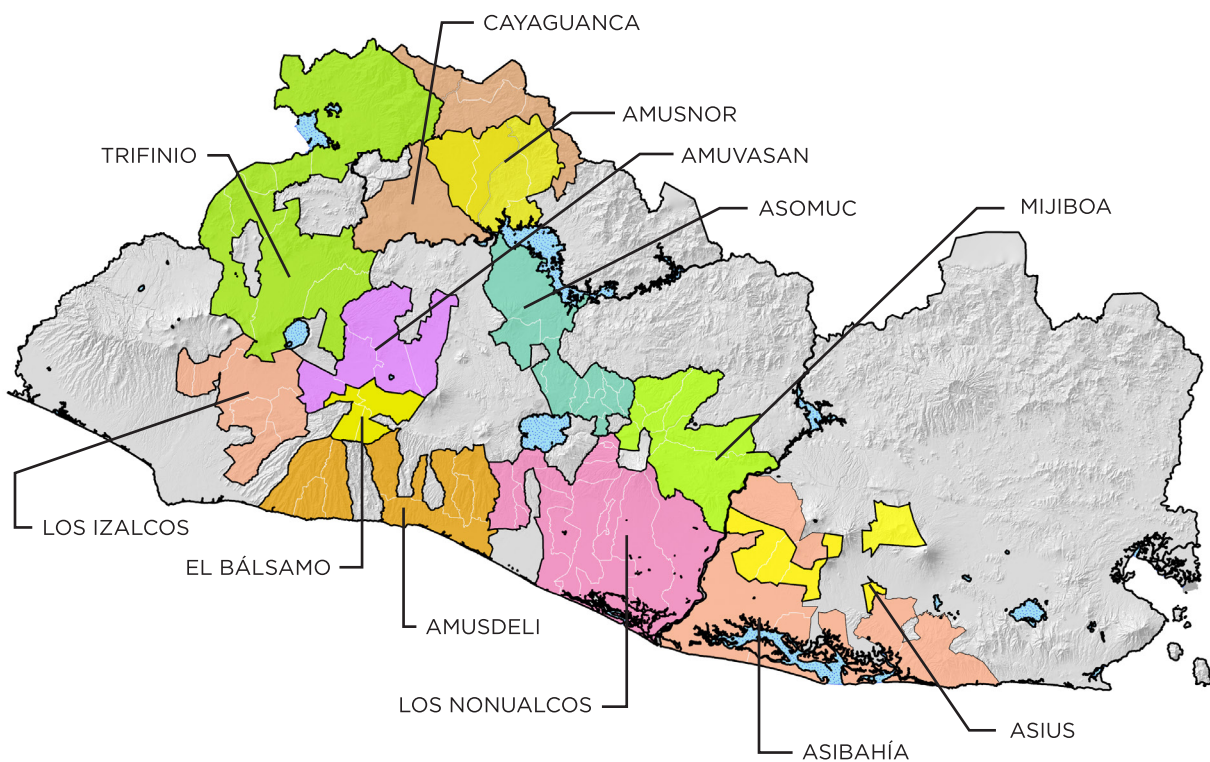 CAYAGUANCA
AMUSNOR
TRIFINIO
AMUVASAN
ASOMUC
MIJIBOA
LOS IZALCOS
EL BÁLSAMO
AMUSDELI
LOS NONUALCOS
ASIUS
ASIBAHÍA